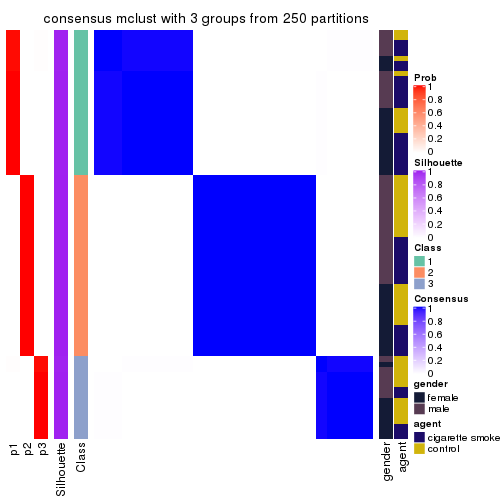 consensus mclust with 3 groups from 250 partitions
Prob
1
0.8
0.6
0.4
0.2
0
Silhouette
1
0.8
0.6
0.4
0.2
0
Class
1
2
3
Consensus
1
0.8
0.6
0.4
0.2
0
gender
female
male
agent
cigarette smoke
control
p1
p2
p3
Silhouette
Class
gender
agent